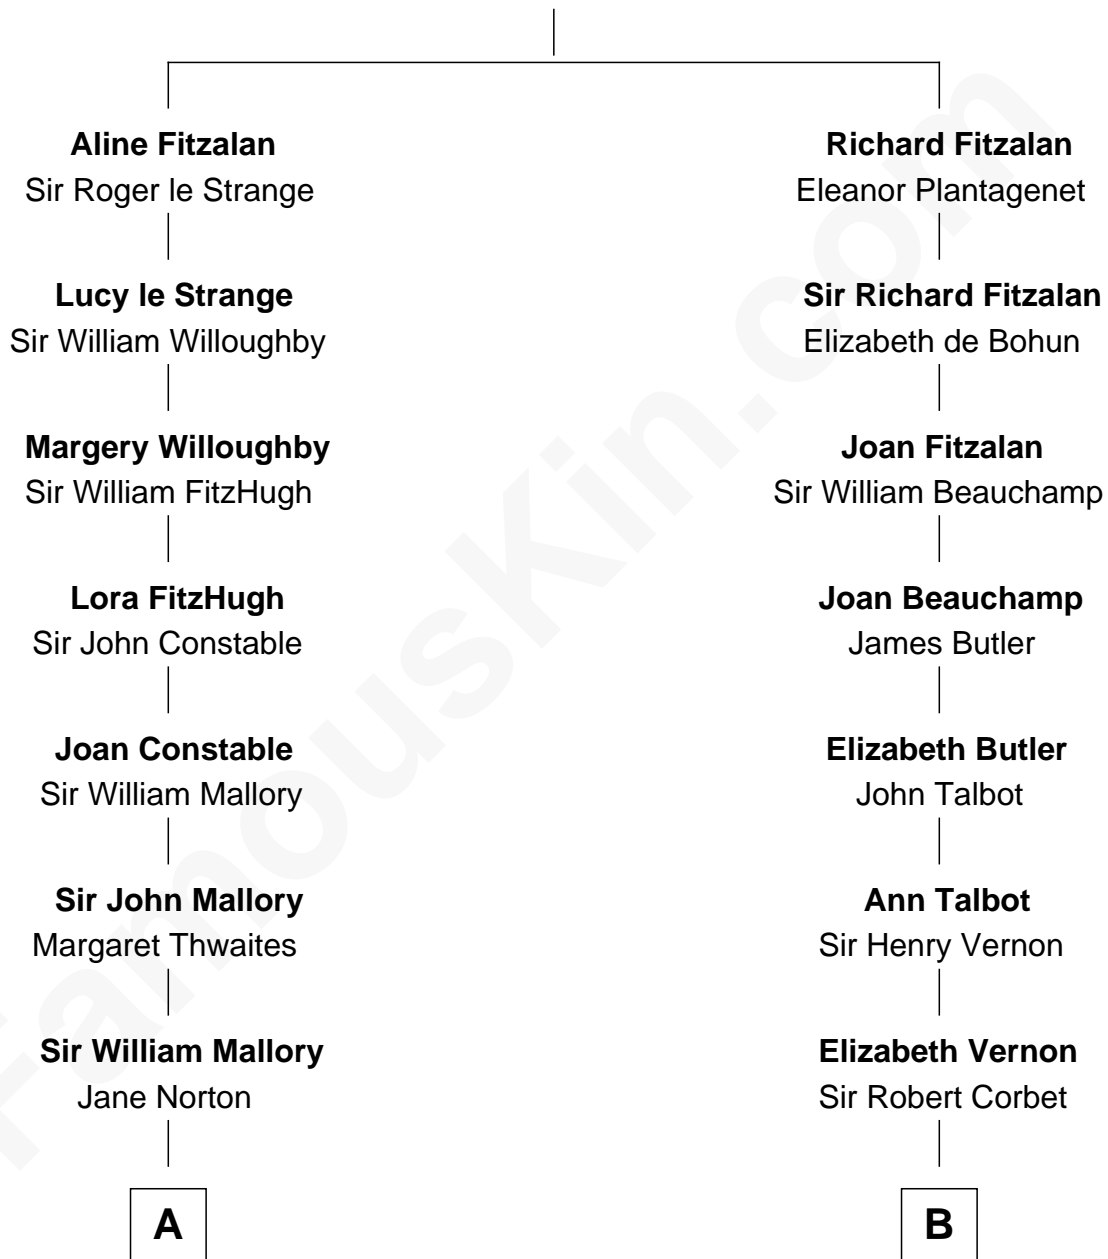 Aline Fitzalan
Sir Roger le Strange
Richard Fitzalan
Eleanor Plantagenet
Lucy le Strange
Sir William Willoughby
Sir Richard Fitzalan
Elizabeth de Bohun
Margery Willoughby
Sir William FitzHugh
Joan Fitzalan
Sir William Beauchamp
Lora FitzHugh
Sir John Constable
Joan Beauchamp
James Butler
Joan Constable
Sir William Mallory
Elizabeth Butler
John Talbot
Sir John Mallory
Margaret Thwaites
Ann Talbot
Sir Henry Vernon
Sir William Mallory
Jane Norton
Elizabeth Vernon
Sir Robert Corbet
A
B
FamousKin.com